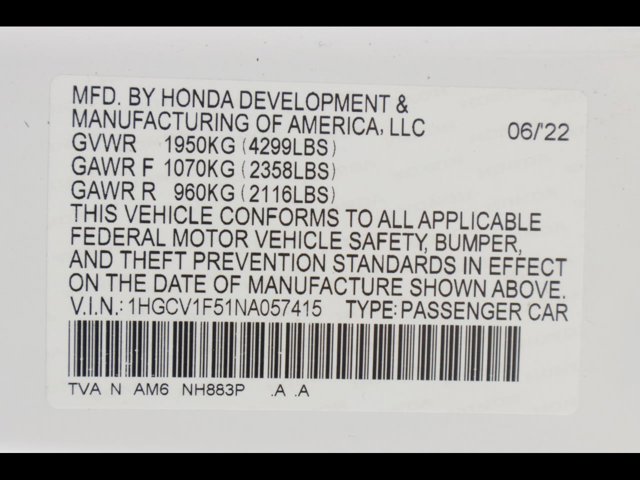 MFD. BY HONDA DEVELOPMENT &
MANUFACTURING OF AMERICA, LLC 06/'22
GVWR 1950KG (4299LBS)
GAWR F 1070KG (2358LBS)
GAWR R 960KG (2116LBS)
THIS VEHICLE CONFORMS TO ALL APPLICABLE
FEDERAL MOTOR VEHICLE SAFETY, BUMPER,
AND THEFT PREVENTION STANDARDS IN EFFECT
ON THE DATE OF MANUFACTURE SHOWN ABOVE.
V.I.N.: 1HGCV1F51NA057415 TYPE: PASSENGER CAR
TVA N AM6 NH883P .A .A